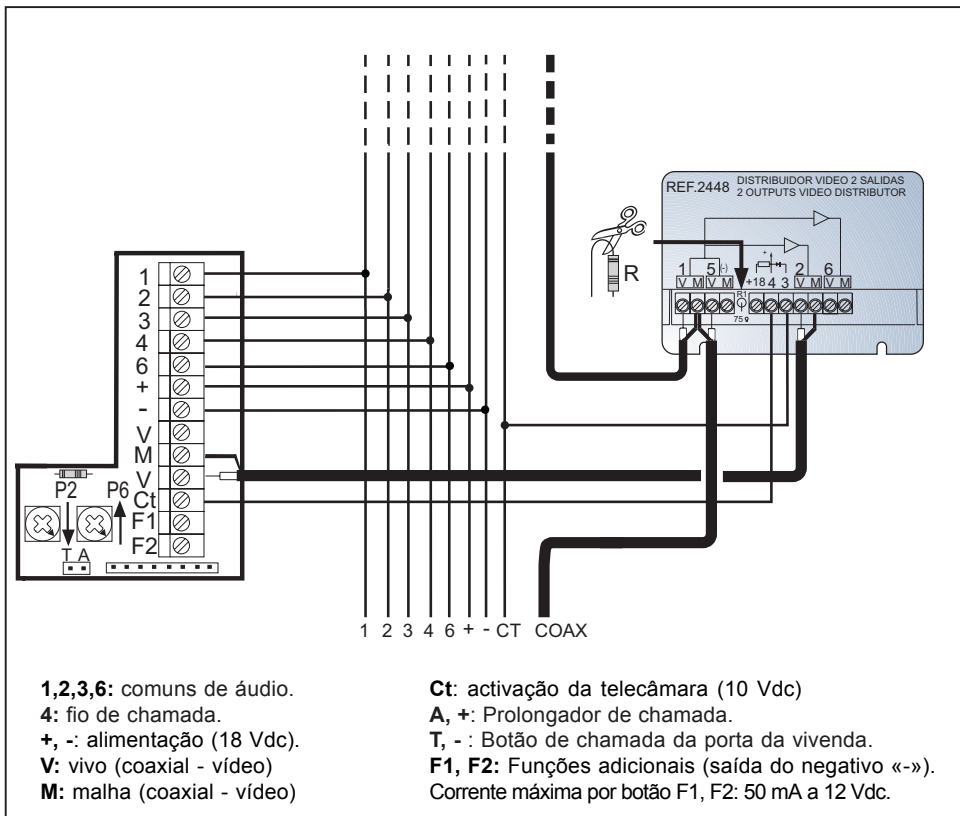 REF.2448
DISTRIBUIDOR VIDEO 2 SALIDAS
2 OUTPUTS VIDEO DISTRIBUTOR
R
1 5 (-) +18 4 3 + 2 6
V M V M V M V M
R1
75
1
2
3
4
6
+
-
V
M
V
Ct
F1
F2
P2 P6
T A
1 2 3 4 6 + - CT COAX
1,2,3,6: comuns de áudio.
4: fio de chamada.
+, -: alimentação (18 Vdc).
V: vivo (coaxial - vídeo)
M: malha (coaxial - vídeo)
Ct: activação da telecâmara (10 Vdc)
A, +: Prolongador de chamada.
T, - : Botão de chamada da porta da vivenda.
F1, F2: Funções adicionais (saída do negativo «-»).
Corrente máxima por botão F1, F2: 50 mA a 12 Vdc.